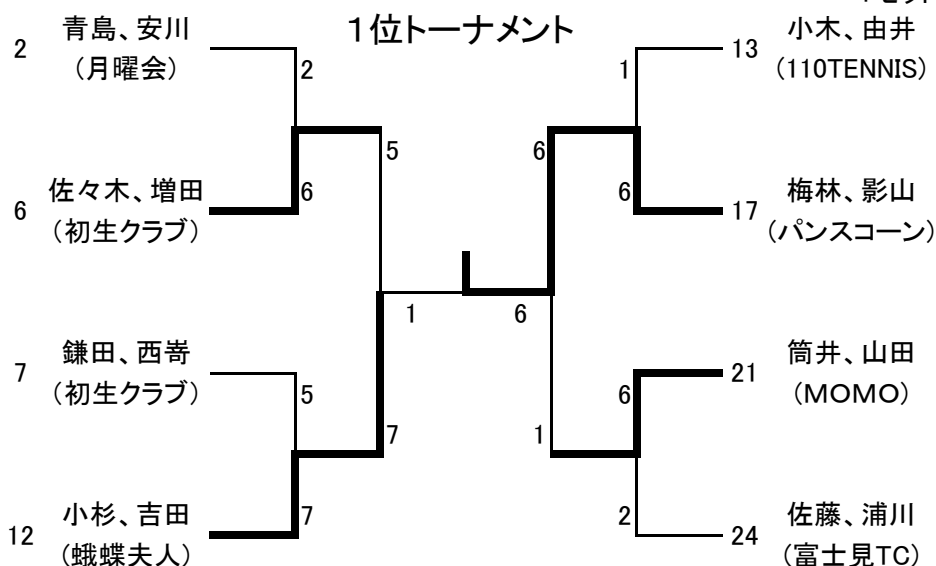 1位トーナメント
2
青島、安川
(月曜会)
2
6
佐々木、増田
(初生クラブ)
6
5
7
鎌田、西嵜
(初生クラブ)
5
12
小杉、吉田
(蛾蝶夫人)
7
7
1
6
13
小木、由井
(110TENNIS)
1
17
梅林、影山
(パンスコーン)
6
6
21
筒井、山田
(MOMO)
6
24
佐藤、浦川
(富士見TC)
2
1